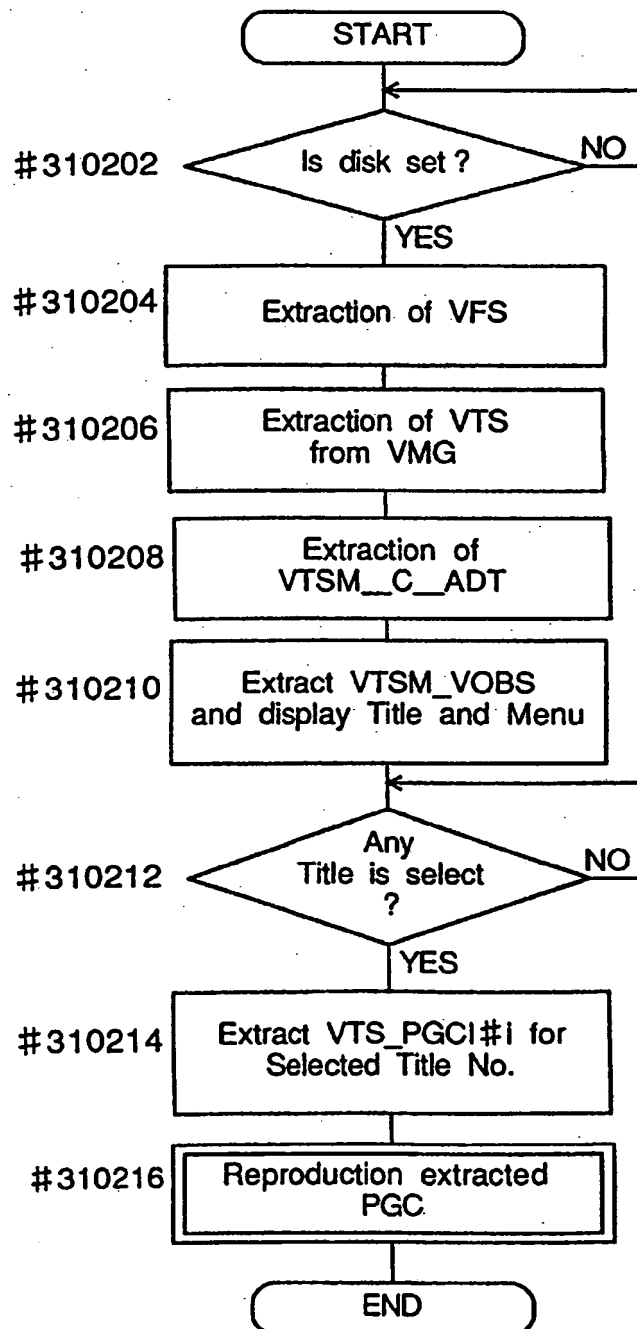 START
#310202
Is disk set ?
NO
YES
#310204
Extraction of VFS
#310206
Extraction of VTS
from VMG
#310208
Extraction of
VTSM__C__ADT
#310210
Extract VTSM_VOBS
and display Title and Menu
#310212
Any
Title is select
?
NO
YES
#310214
Extract VTS_PGCI#i for
Selected Title No.
#310216
Reproduction extracted
PGC
END